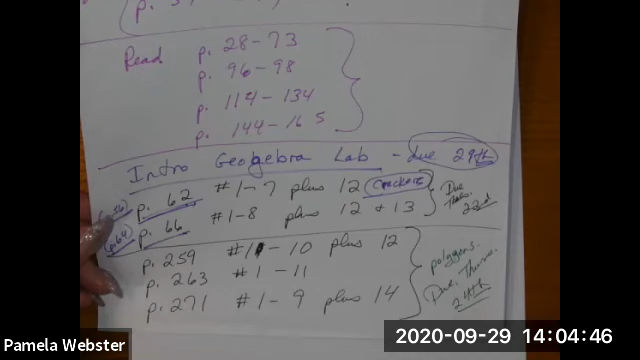 Read p. 28-73
p. 96-98
p. 114-134
p. 144-165
Intro Geogebra Lab - due 29th
p. 62 #1-7 plus 12
p. 66 #1-8 plus 12 + 13
Due
Thurs.
p. 259 #1 - 10 plus 12
p. 263 #1-11
p. 271 #1-9 plus 14
polygons.
Due Thurs.
24th
Pamela Webster
2020-09-29 14:04:46